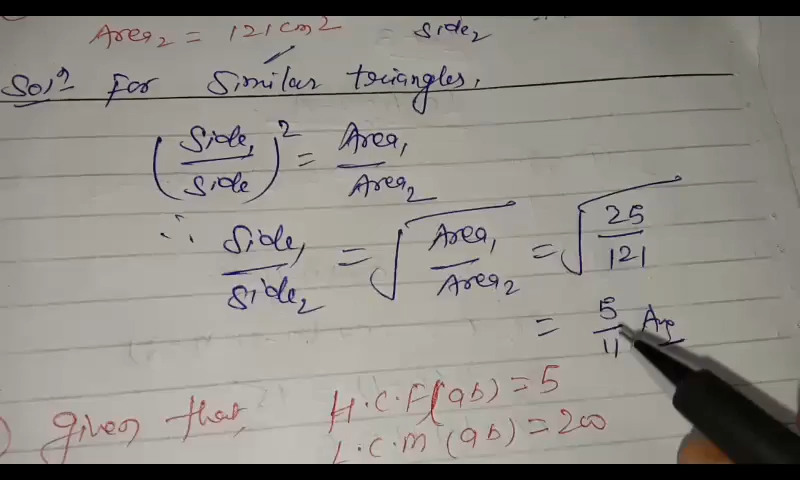 Area₂ = 121 cm² = Side₂
Solⁿ For Similar triangles,
(Side₁/Side)² = Area₁/Area₂
∴ Side₁/Side₂ = √(Area₁/Area₂) = √(25/121)
= 5/11 Ans
) Given that, H.C.F(ab) = 5
L.C.M (ab) = 200